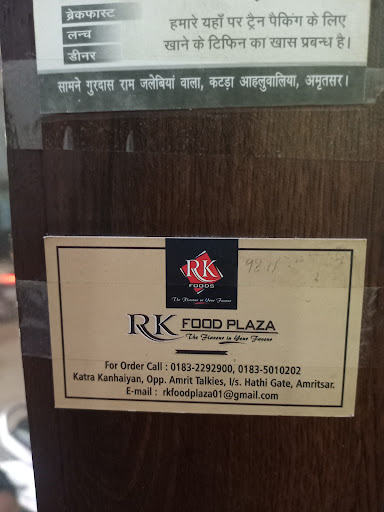 ब्रेकफास्ट
लन्च
डीनर
हमारे यहाँ पर ट्रैन पैकिंग के लिए
खाने के टिफिन का खास प्रबन्ध है।
सामने गुरदास राम जलेबियां वाला, कटड़ा आहलुवालिया, अमृतसर।
RK
FOODS
The Flavour in Your Favour
RK FOOD PLAZA
The Flavour in Your Favour
For Order Call : 0183-2292900, 0183-5010202
Katra Kanhaiyan, Opp. Amrit Talkies, I/s. Hathi Gate, Amritsar.
E-mail : rkfoodplaza01@gmail.com